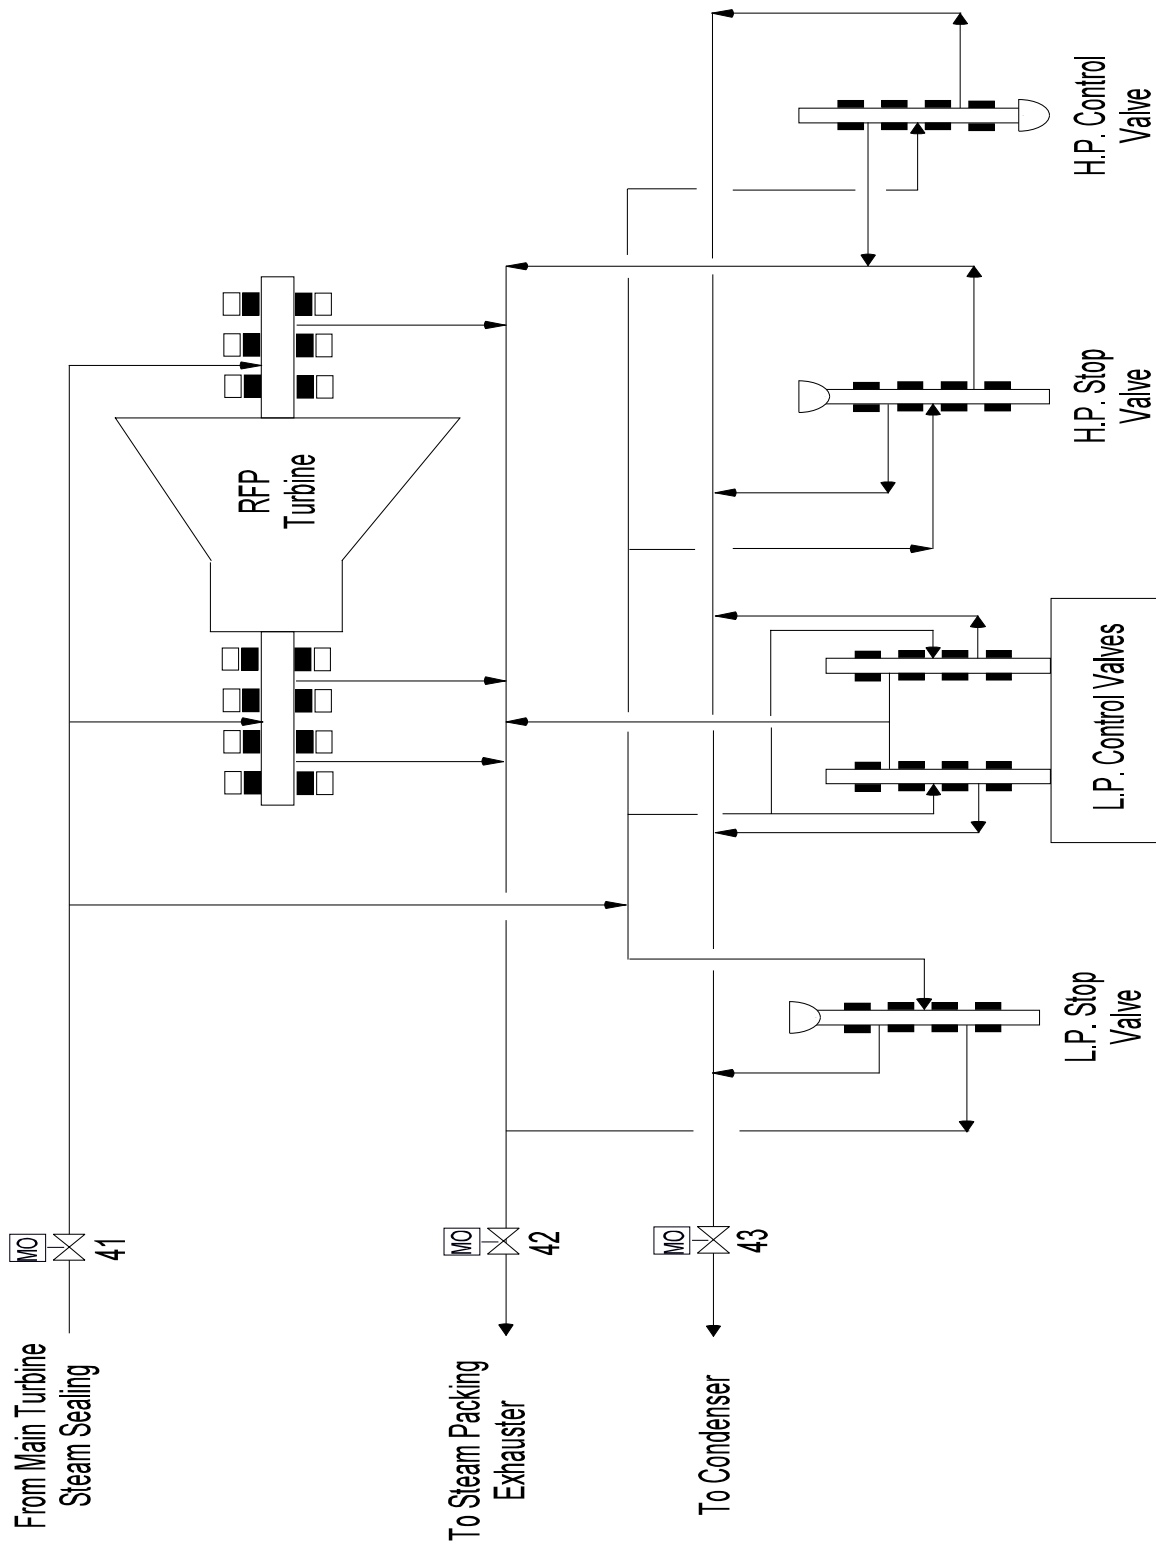 From Main Turbine
Steam Sealing
MO
41
To Steam Packing
Exhauster
MO
42
To Condenser
MO
43
RFP
Turbine
L.P. Stop
Valve
L.P. Control Valves
H.P. Stop
Valve
H.P. Control
Valve